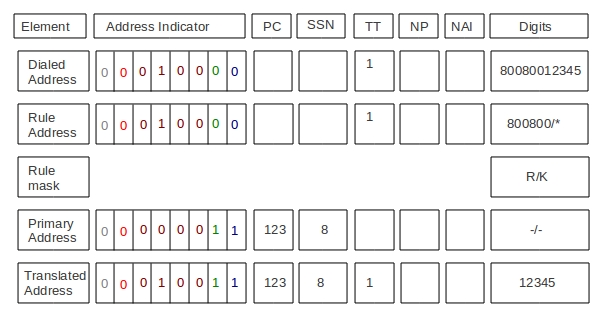 Element Address Indicator PC SSN TT NP NAI Digits
Dialed
Address 0 0 0 1 0 0 0 0 1 80080012345
Rule
Address 0 0 0 1 0 0 0 0 1 800800/*
Rule
mask R/K
Primary
Address 0 0 0 0 0 0 1 1 123 8 -/-
Translated
Address 0 0 0 1 0 0 1 1 123 8 1 12345